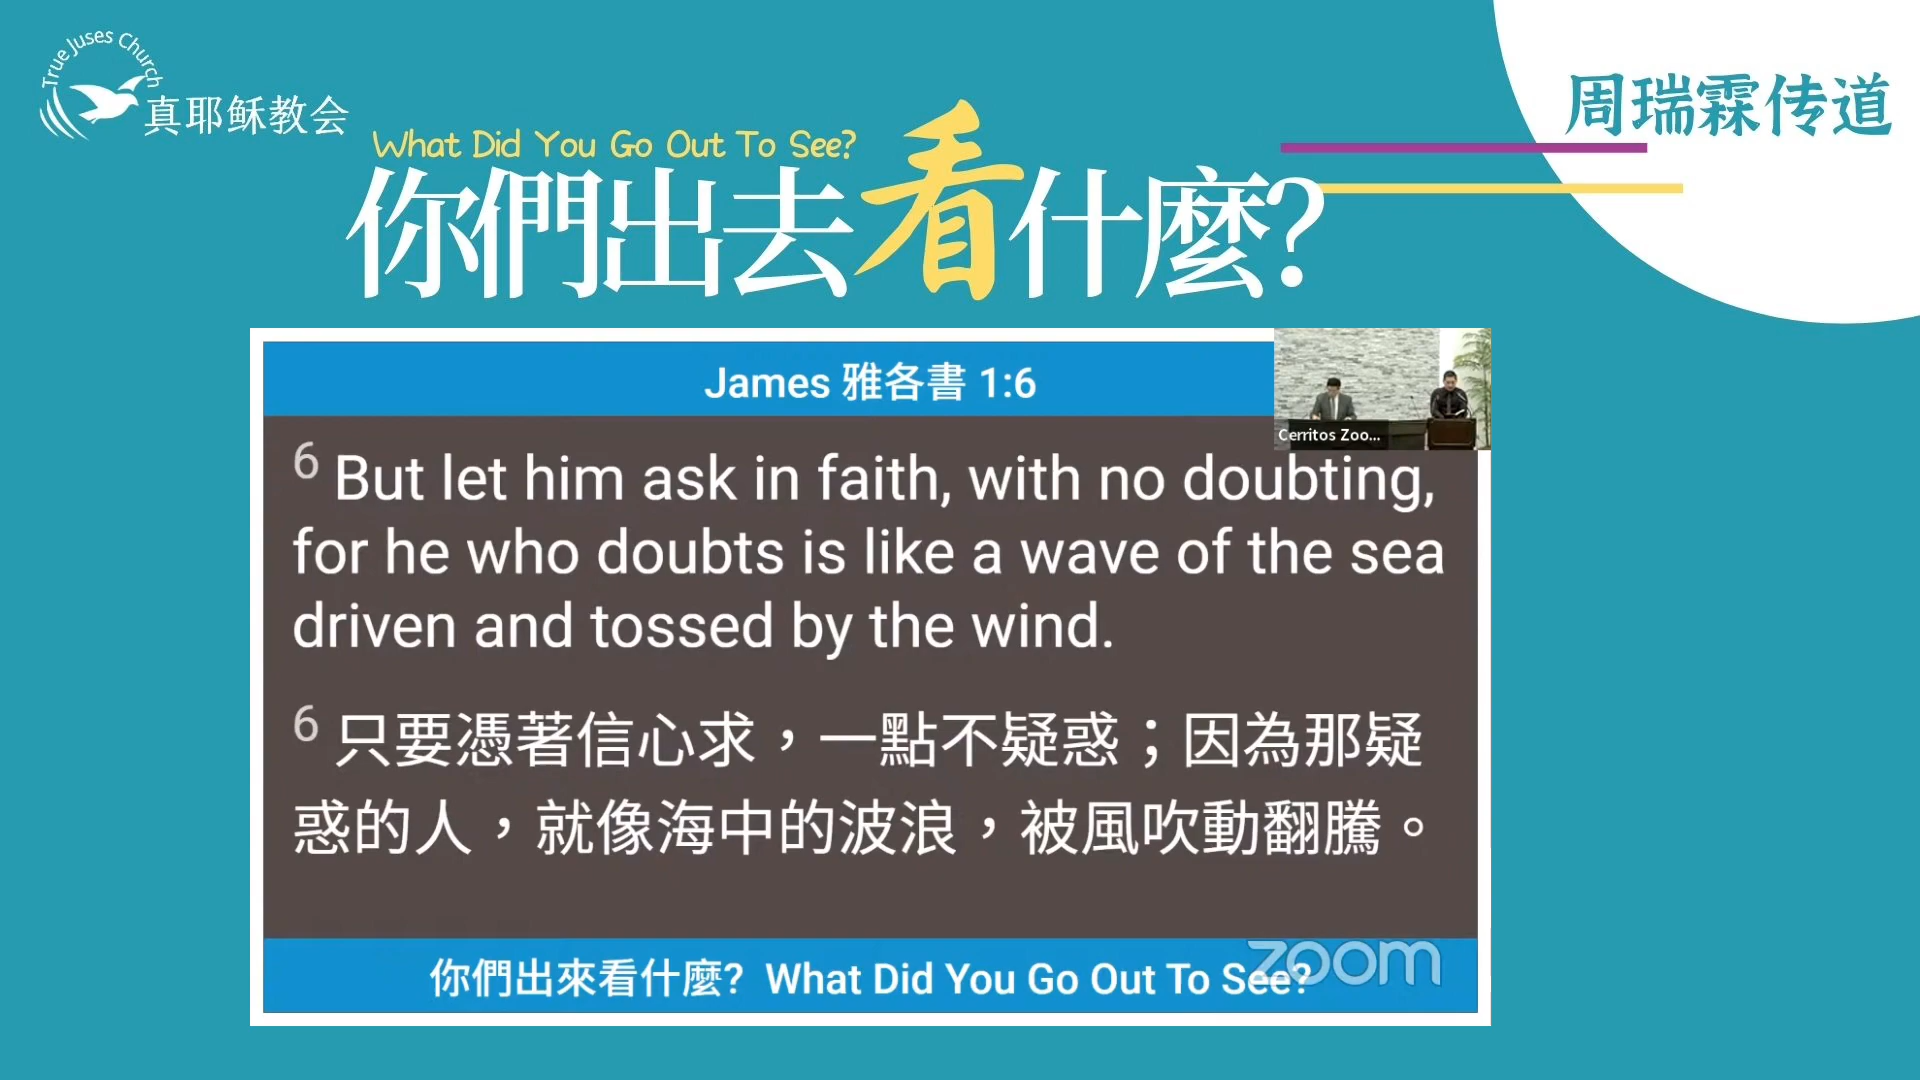 True Juses Church
真耶稣教会
周瑞霖传道
What Did You Go Out To See?
你們出去看什麼?
James 雅各書 1:6
Cerritos Zoo...
6 But let him ask in faith, with no doubting,
for he who doubts is like a wave of the sea
driven and tossed by the wind.
6 只要憑著信心求，一點不疑惑；因為那疑
惑的人，就像海中的波浪，被風吹動翻騰。
你們出來看什麼? What Did You Go Out To See?
zoom